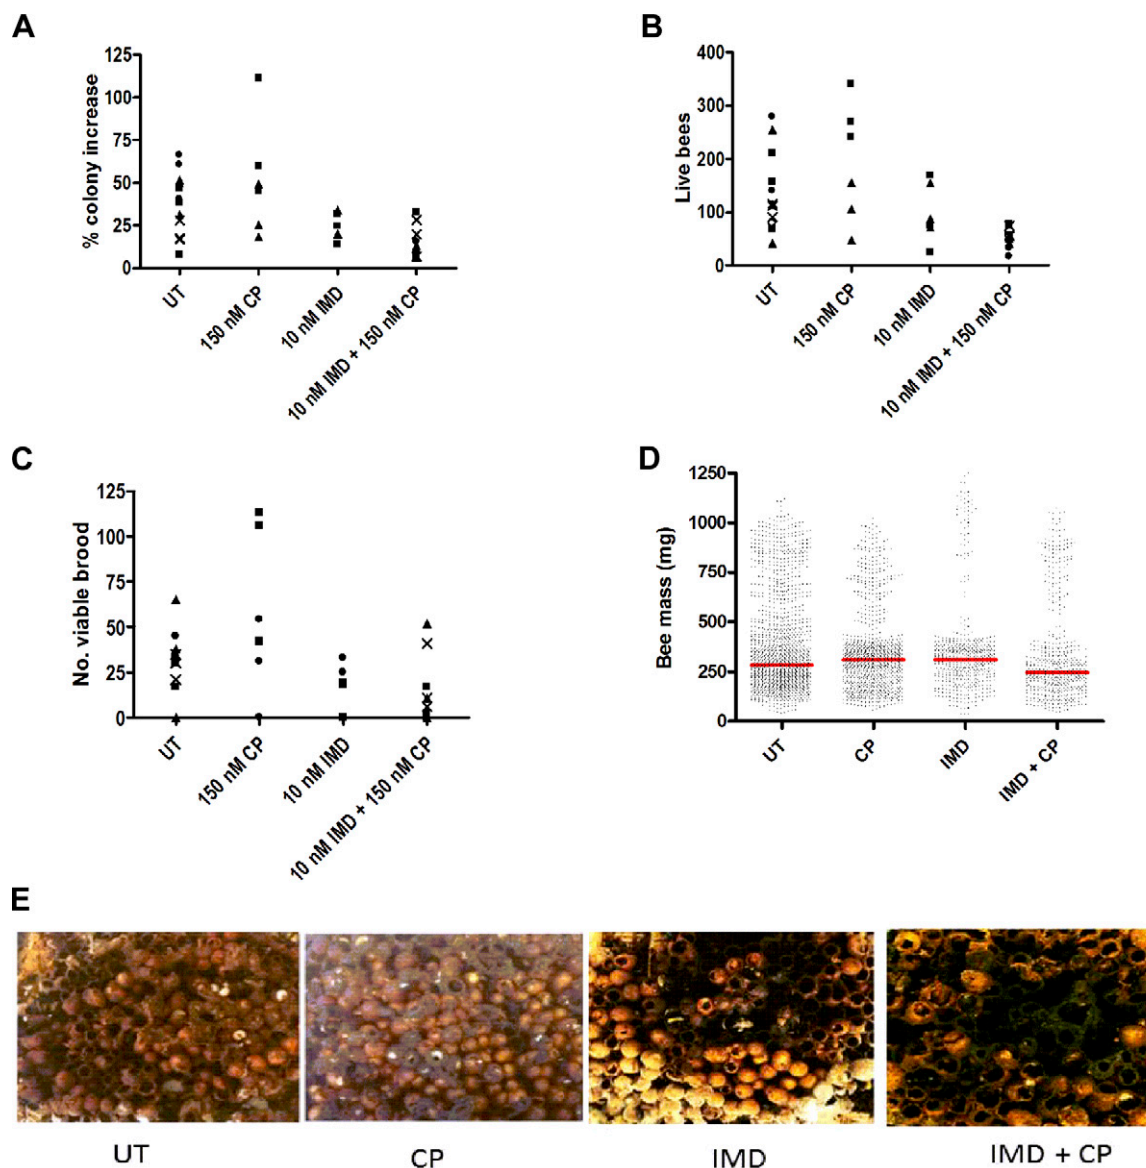 A
% colony increase
125
100
75
50
25
0
UT
150 nM CP
10 nM IMD
10 nM IMD + 150 nM CP
B
Live bees
400
300
200
100
0
UT
150 nM CP
10 nM IMD
10 nM IMD + 150 nM CP
C
No. viable brood
125
100
75
50
25
0
UT
150 nM CP
10 nM IMD
10 nM IMD + 150 nM CP
D
Bee mass (mg)
1250
1000
750
500
250
0
UT
CP
IMD
IMD + CP
E
UT
CP
IMD
IMD + CP